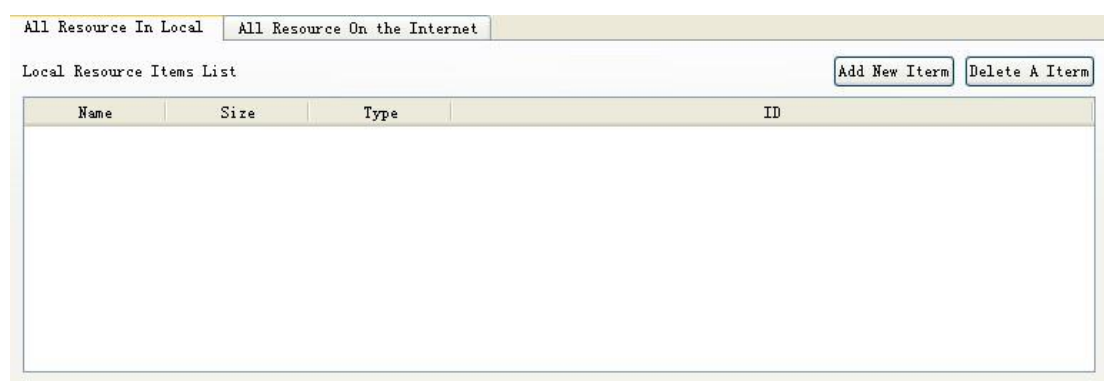 All Resource In Local All Resource On the Internet
Local Resource Items List Add New Iterm Delete A Iterm
Name Size Type ID